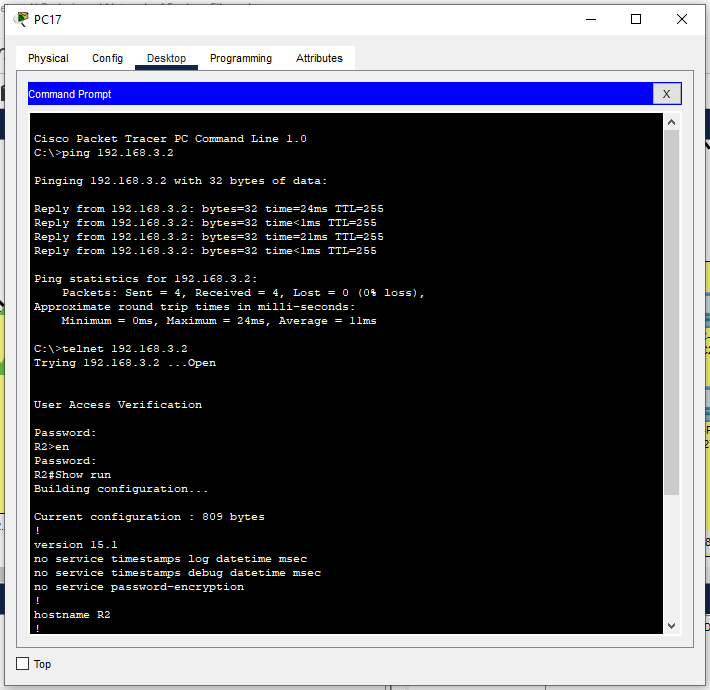 PC17
Physical Config Desktop Programming Attributes
Command Prompt
X
Cisco Packet Tracer PC Command Line 1.0
C:\>ping 192.168.3.2
Pinging 192.168.3.2 with 32 bytes of data:
Reply from 192.168.3.2: bytes=32 time=24ms TTL=255
Reply from 192.168.3.2: bytes=32 time<1ms TTL=255
Reply from 192.168.3.2: bytes=32 time=21ms TTL=255
Reply from 192.168.3.2: bytes=32 time<1ms TTL=255
Ping statistics for 192.168.3.2:
Packets: Sent = 4, Received = 4, Lost = 0 (0% loss),
Approximate round trip times in milli-seconds:
Minimum = 0ms, Maximum = 24ms, Average = 11ms
C:\>telnet 192.168.3.2
Trying 192.168.3.2 ...Open
User Access Verification
Password:
R2>en
Password:
R2#Show run
Building configuration...
Current configuration : 809 bytes
!
version 15.1
no service timestamps log datetime msec
no service timestamps debug datetime msec
no service password-encryption
!
hostname R2
!
Top